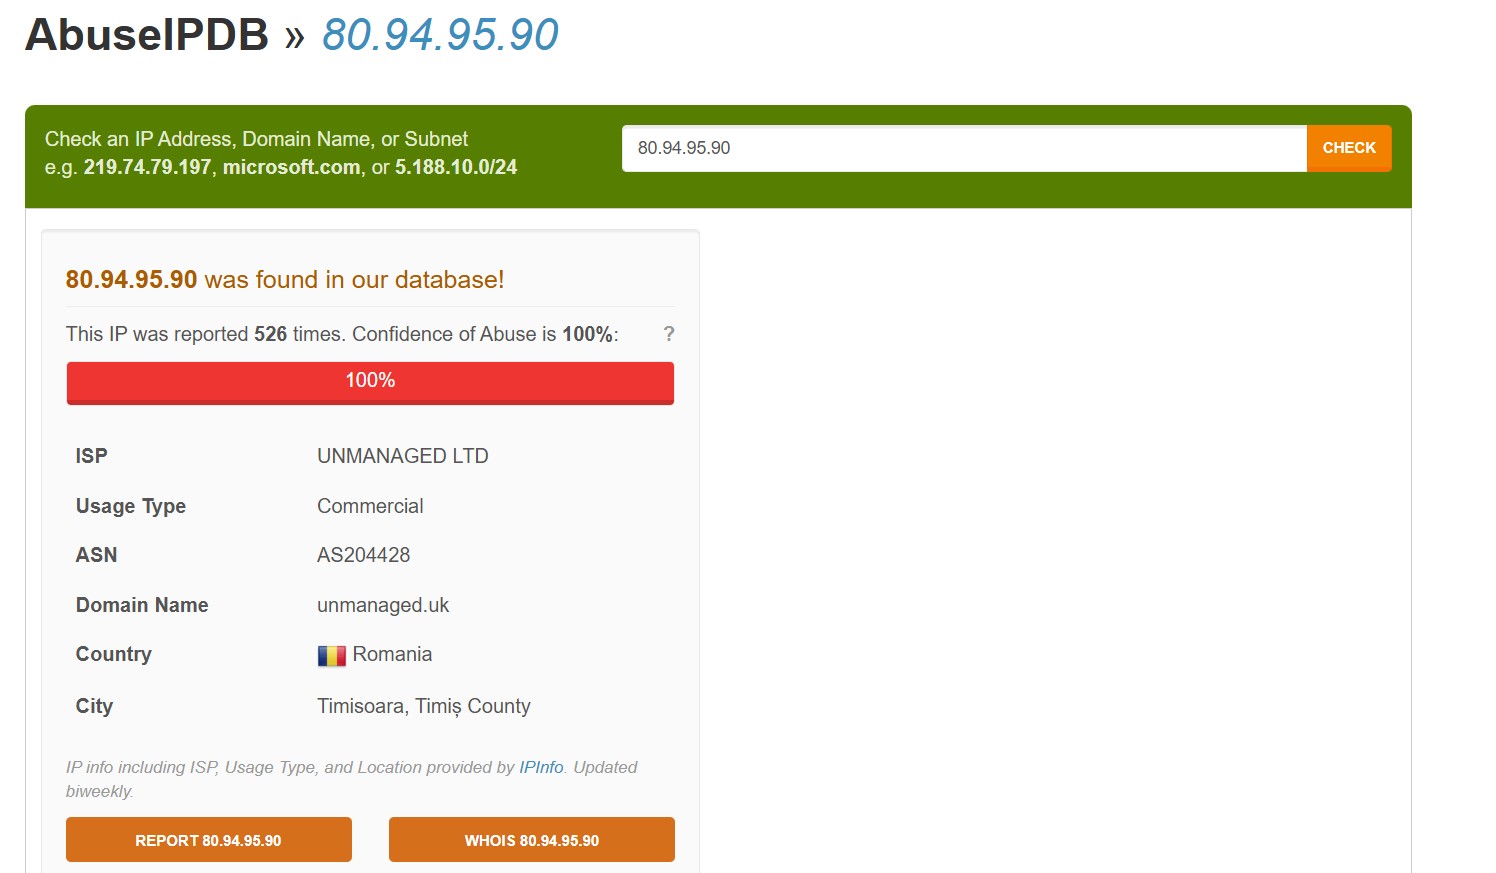 AbuseIPDB » 80.94.95.90
Check an IP Address, Domain Name, or Subnet
e.g. 219.74.79.197, microsoft.com, or 5.188.10.0/24
80.94.95.90
CHECK
80.94.95.90 was found in our database!
This IP was reported 526 times. Confidence of Abuse is 100%: ?
100%
ISP UNMANAGED LTD
Usage Type Commercial
ASN AS204428
Domain Name unmanaged.uk
Country Romania
City Timisoara, Timiș County
IP info including ISP, Usage Type, and Location provided by IPInfo. Updated
biweekly.
REPORT 80.94.95.90
WHOIS 80.94.95.90